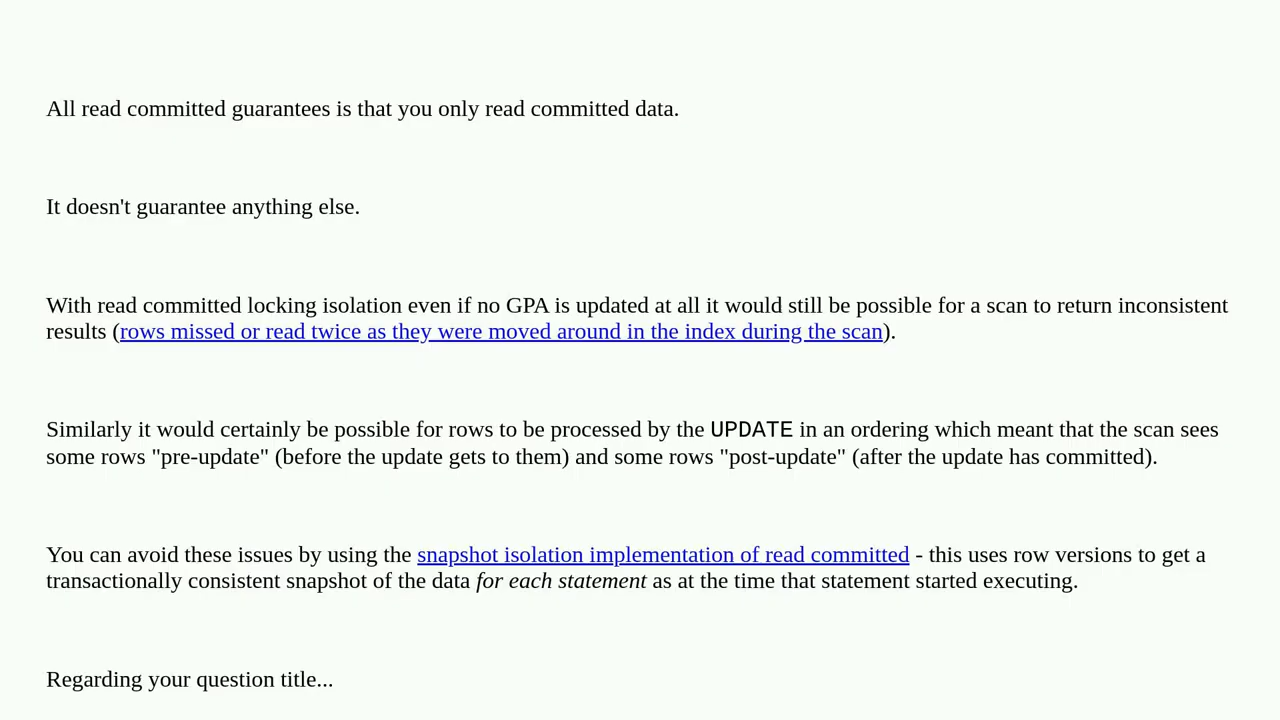 All read committed guarantees is that you only read committed data.
It doesn't guarantee anything else.
With read committed locking isolation even if no GPA is updated at all it would still be possible for a scan to return inconsistent
results (rows missed or read twice as they were moved around in the index during the scan).
Similarly it would certainly be possible for rows to be processed by the UPDATE in an ordering which meant that the scan sees
some rows "pre-update" (before the update gets to them) and some rows "post-update" (after the update has committed).
You can avoid these issues by using the snapshot isolation implementation of read committed - this uses row versions to get a
transactionally consistent snapshot of the data for each statement as at the time that statement started executing.
Regarding your question title...